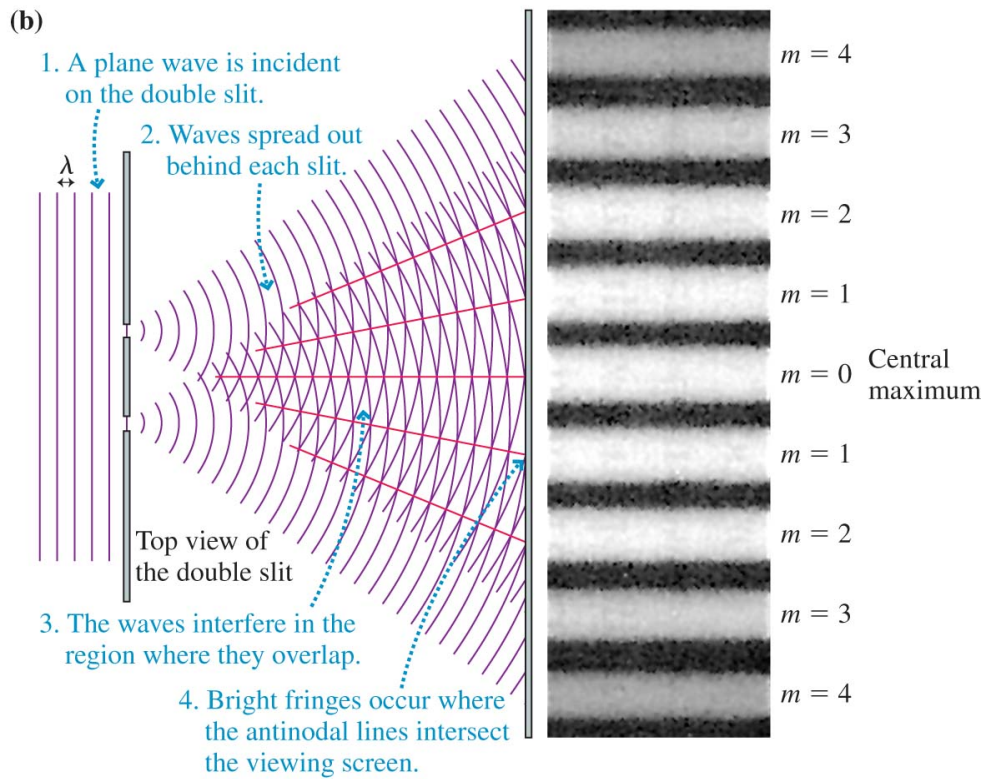 (b)
1. A plane wave is incident
on the double slit.
2. Waves spread out
behind each slit.
λ
Top view of
the double slit
3. The waves interfere in the
region where they overlap.
4. Bright fringes occur where
the antinodal lines intersect
the viewing screen.
m = 4
m = 3
m = 2
m = 1
m = 0 Central
maximum
m = 1
m = 2
m = 3
m = 4